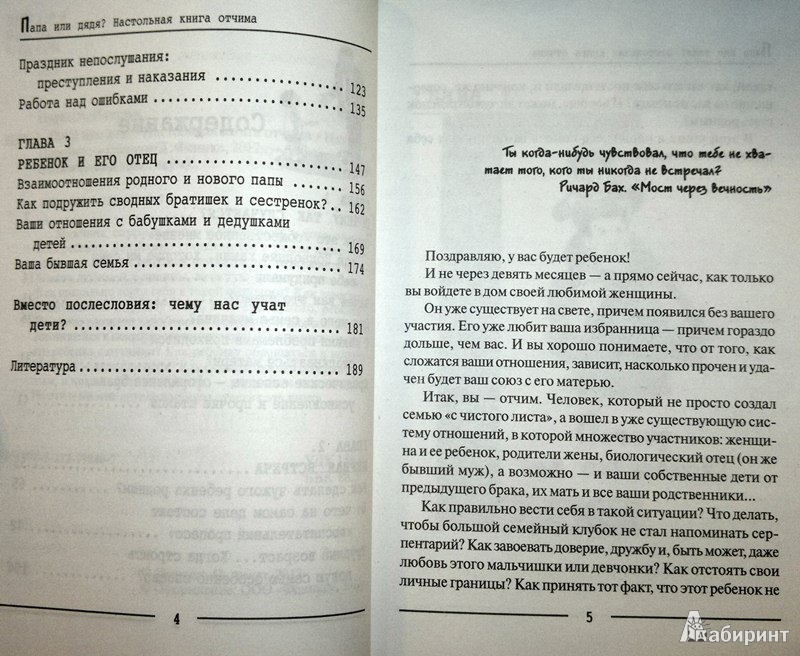 Папа или дядя? Настольная книга отчима
Праздник непослушания:
преступления и наказания .................. 123
Работа над ошибками ......................... 135
ГЛАВА 3
РЕБЕНОК И ЕГО ОТЕЦ ....................... 147
Взаимоотношения родного и нового папы ....... 156
Как подружить сводных братишек и сестренок? .. 162
Ваши отношения с бабушками и дедушками
детей ..................................... 169
Ваша бывшая семья ........................... 174
Вместо послесловия: чему нас учат
дети? .................................... 181
Литература ................................... 189
4
Ты когда-нибудь чувствовал, что тебе не хва-
тает того, кого ты никогда не встречал?
Ричард Бах. «Мост через вечность»
Поздравляю, у вас будет ребенок!
И не через девять месяцев — а прямо сейчас, как только
вы войдете в дом своей любимой женщины.
Он уже существует на свете, причем появился без вашего
участия. Его уже любит ваша избранница — причем гораздо
дольше, чем вас. И вы хорошо понимаете, что от того, как
сложатся ваши отношения, зависит, насколько прочен и уда-
чен будет ваш союз с его матерью.
Итак, вы — отчим. Человек, который не просто создал
семью «с чистого листа», а вошел в уже существующую сис-
тему отношений, в которой множество участников: женщи-
на и ее ребенок, родители жены, биологический отец (он же
бывший муж), а возможно — и ваши собственные дети от
предыдущего брака, их мать и все ваши родственники...
Как правильно вести себя в такой ситуации? Что делать,
чтобы большой семейный клубок не стал напоминать сер-
пентарий? Как завоевать доверие, дружбу и, быть может, даже
любовь этого мальчишки или девчонки? Как отстоять свои
личные границы? Как принять тот факт, что этот ребенок не
5
Лабиринт